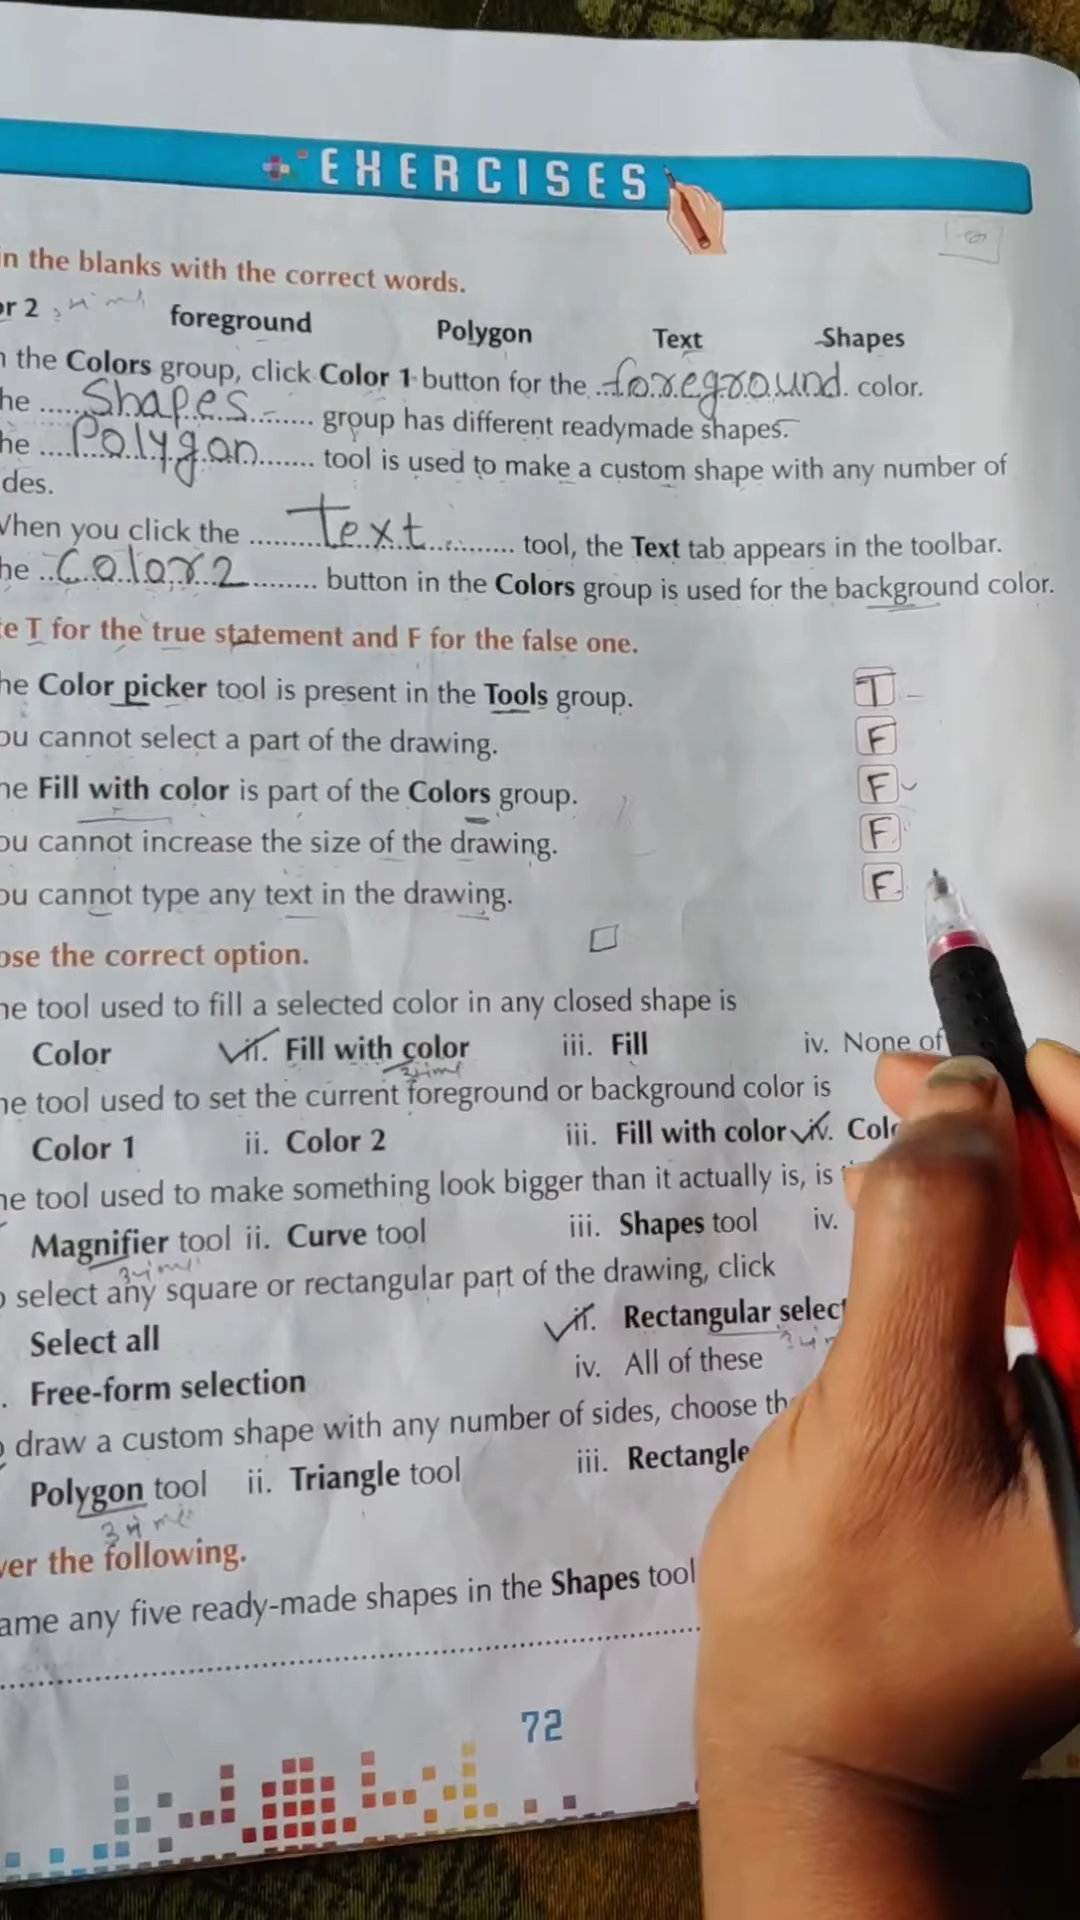 EXERCISES
in the blanks with the correct words.
or 2 foreground Polygon Text Shapes
the Colors group, click Color 1 button for the foreground color.
he Shapes group has different readymade shapes.
he Polygon tool is used to make a custom shape with any number of
des.
When you click the Text tool, the Text tab appears in the toolbar.
he Color 2 button in the Colors group is used for the background color.
te T for the true statement and F for the false one.
he Color picker tool is present in the Tools group. T
ou cannot select a part of the drawing. F
he Fill with color is part of the Colors group. F
ou cannot increase the size of the drawing. F
ou cannot type any text in the drawing. F
ose the correct option.
he tool used to fill a selected color in any closed shape is
Color ii. Fill with color iii. Fill iv. None of
he tool used to set the current foreground or background color is
Color 1 ii. Color 2 iii. Fill with color iv. Colo
he tool used to make something look bigger than it actually is, is
Magnifier tool ii. Curve tool iii. Shapes tool iv.
o select any square or rectangular part of the drawing, click
Select all ii. Rectangular select
. Free-form selection iv. All of these
o draw a custom shape with any number of sides, choose th
Polygon tool ii. Triangle tool iii. Rectangle
ver the following.
ame any five ready-made shapes in the Shapes tool
72